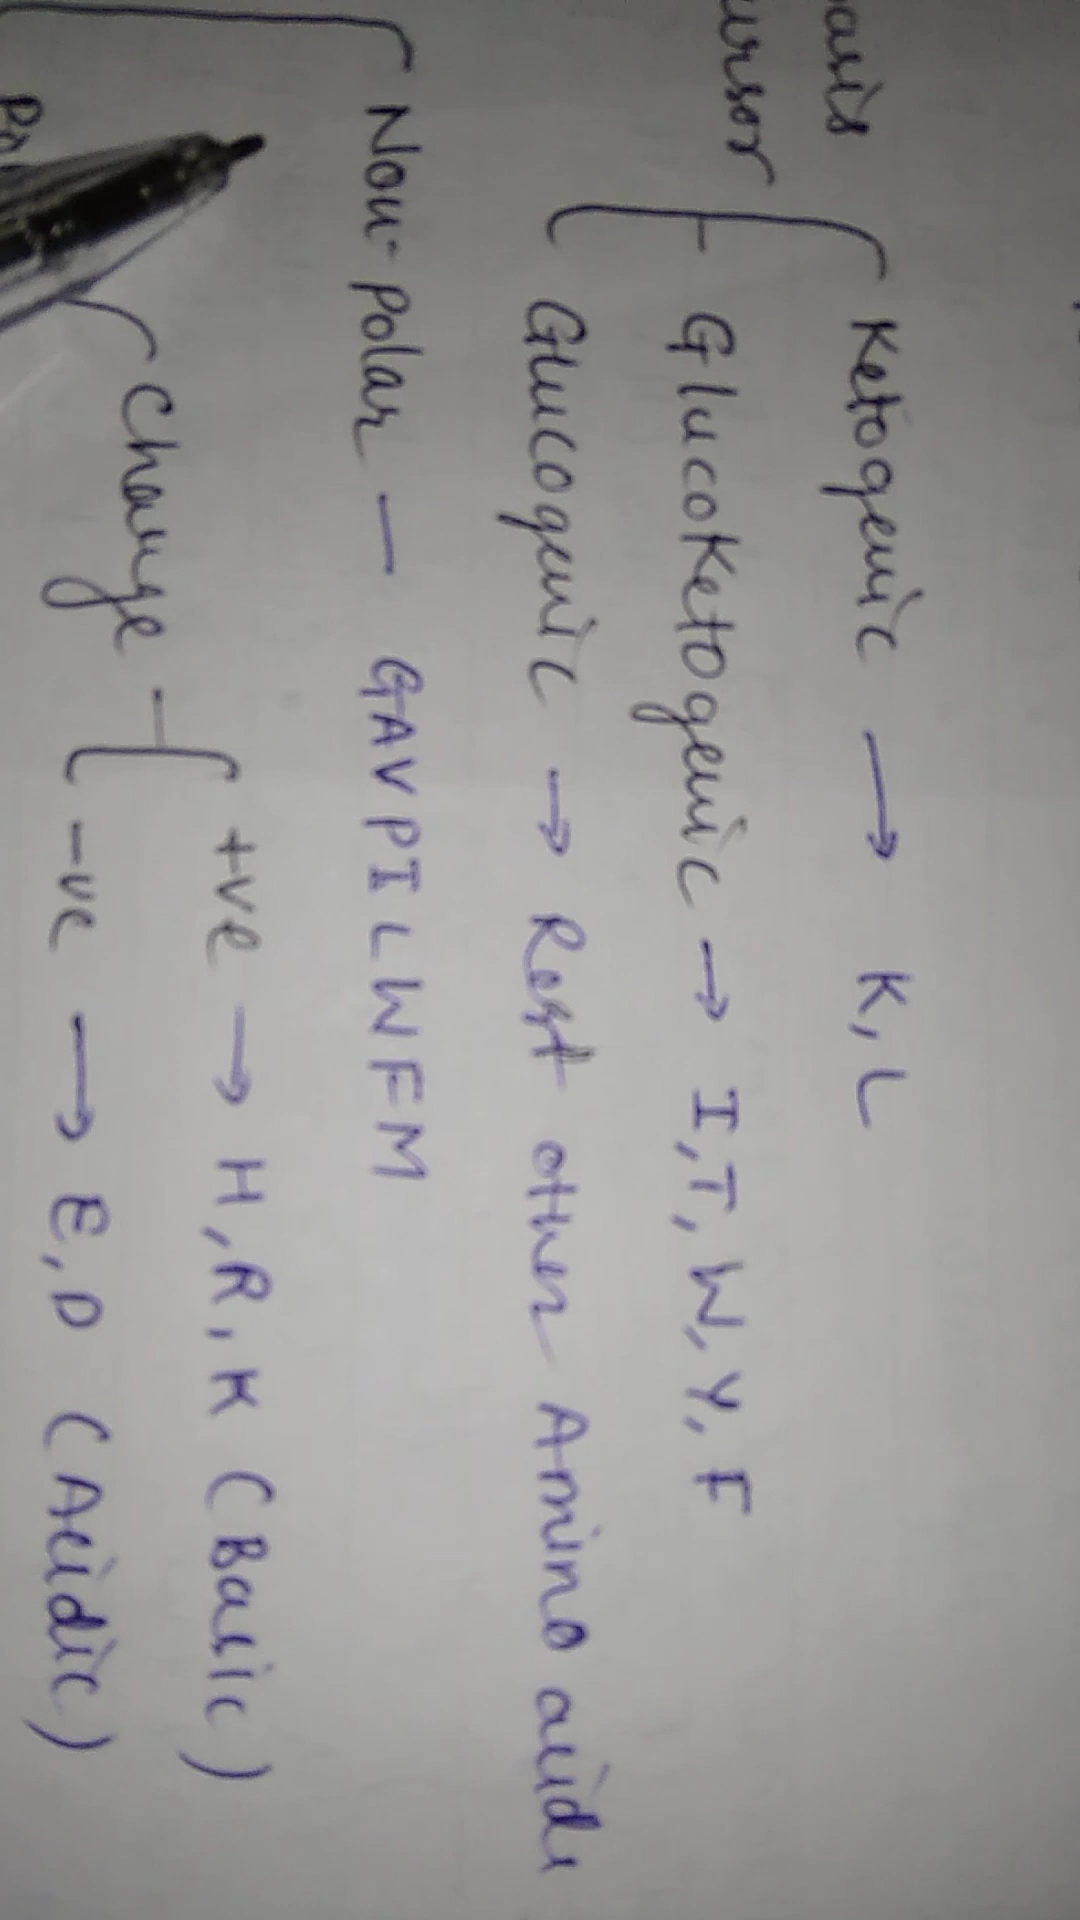 Ketogenic → K, L
GlucoKetogenic → I, T, W, Y, F
Glucogenic → Rest other Amino acids
Non-Polar — GAVPILWFM
Charge
+ve → H, R, K (Basic)
-ve → E, D (Acidic)